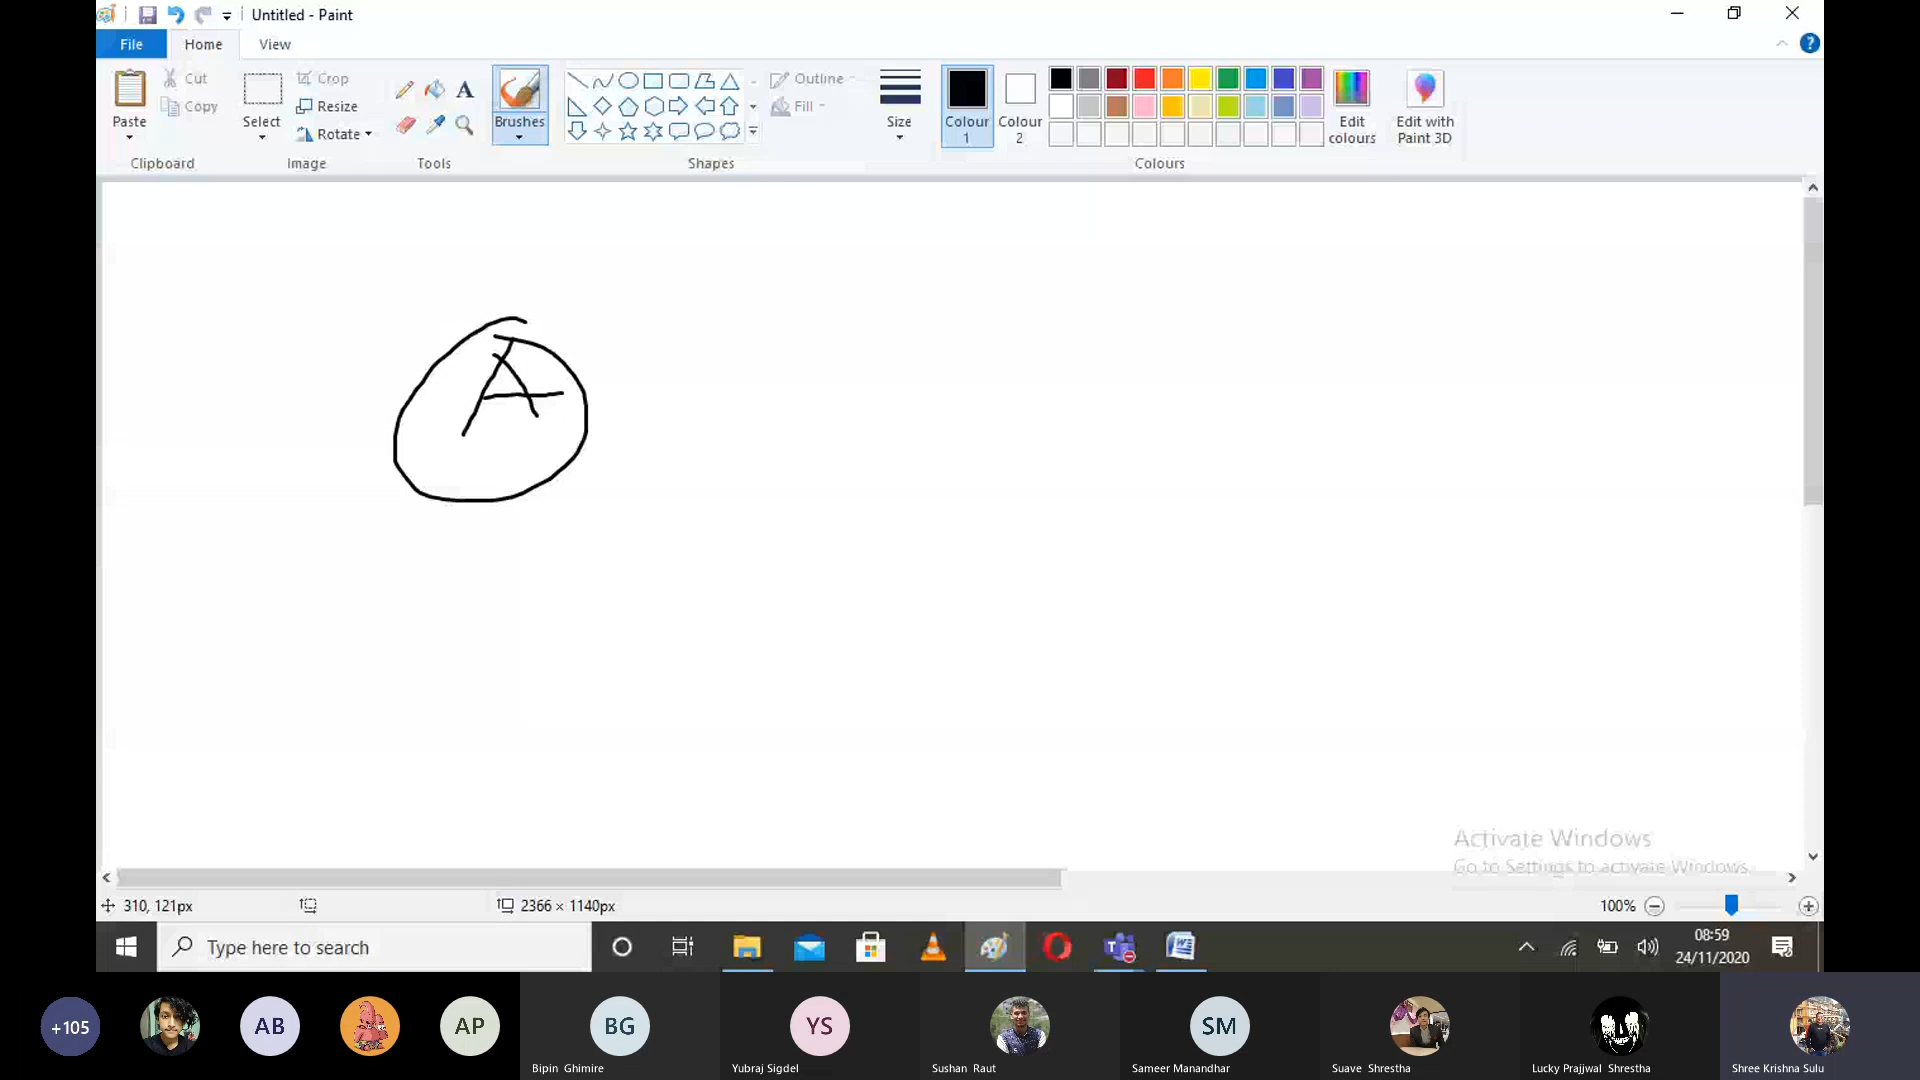 Untitled - Paint
File Home View
Paste
Cut
Copy
Clipboard
Select
Crop
Resize
Rotate
Image
A
Tools
Brushes
Shapes
Outline
Fill
Size
Colour 1
Colour 2
Colours
Edit colours
Edit with Paint 3D
A
Activate Windows
Go to Settings to activate Windows.
310, 121px
2366 × 1140px
100%
Type here to search
W
08:59
24/11/2020
+105
AB
AP
BG
YS
SM
Bipin Ghimire
Yubraj Sigdel
Sushan Raut
Sameer Manandhar
Suave Shrestha
Lucky Prajjwal Shrestha
Shree Krishna Sulu